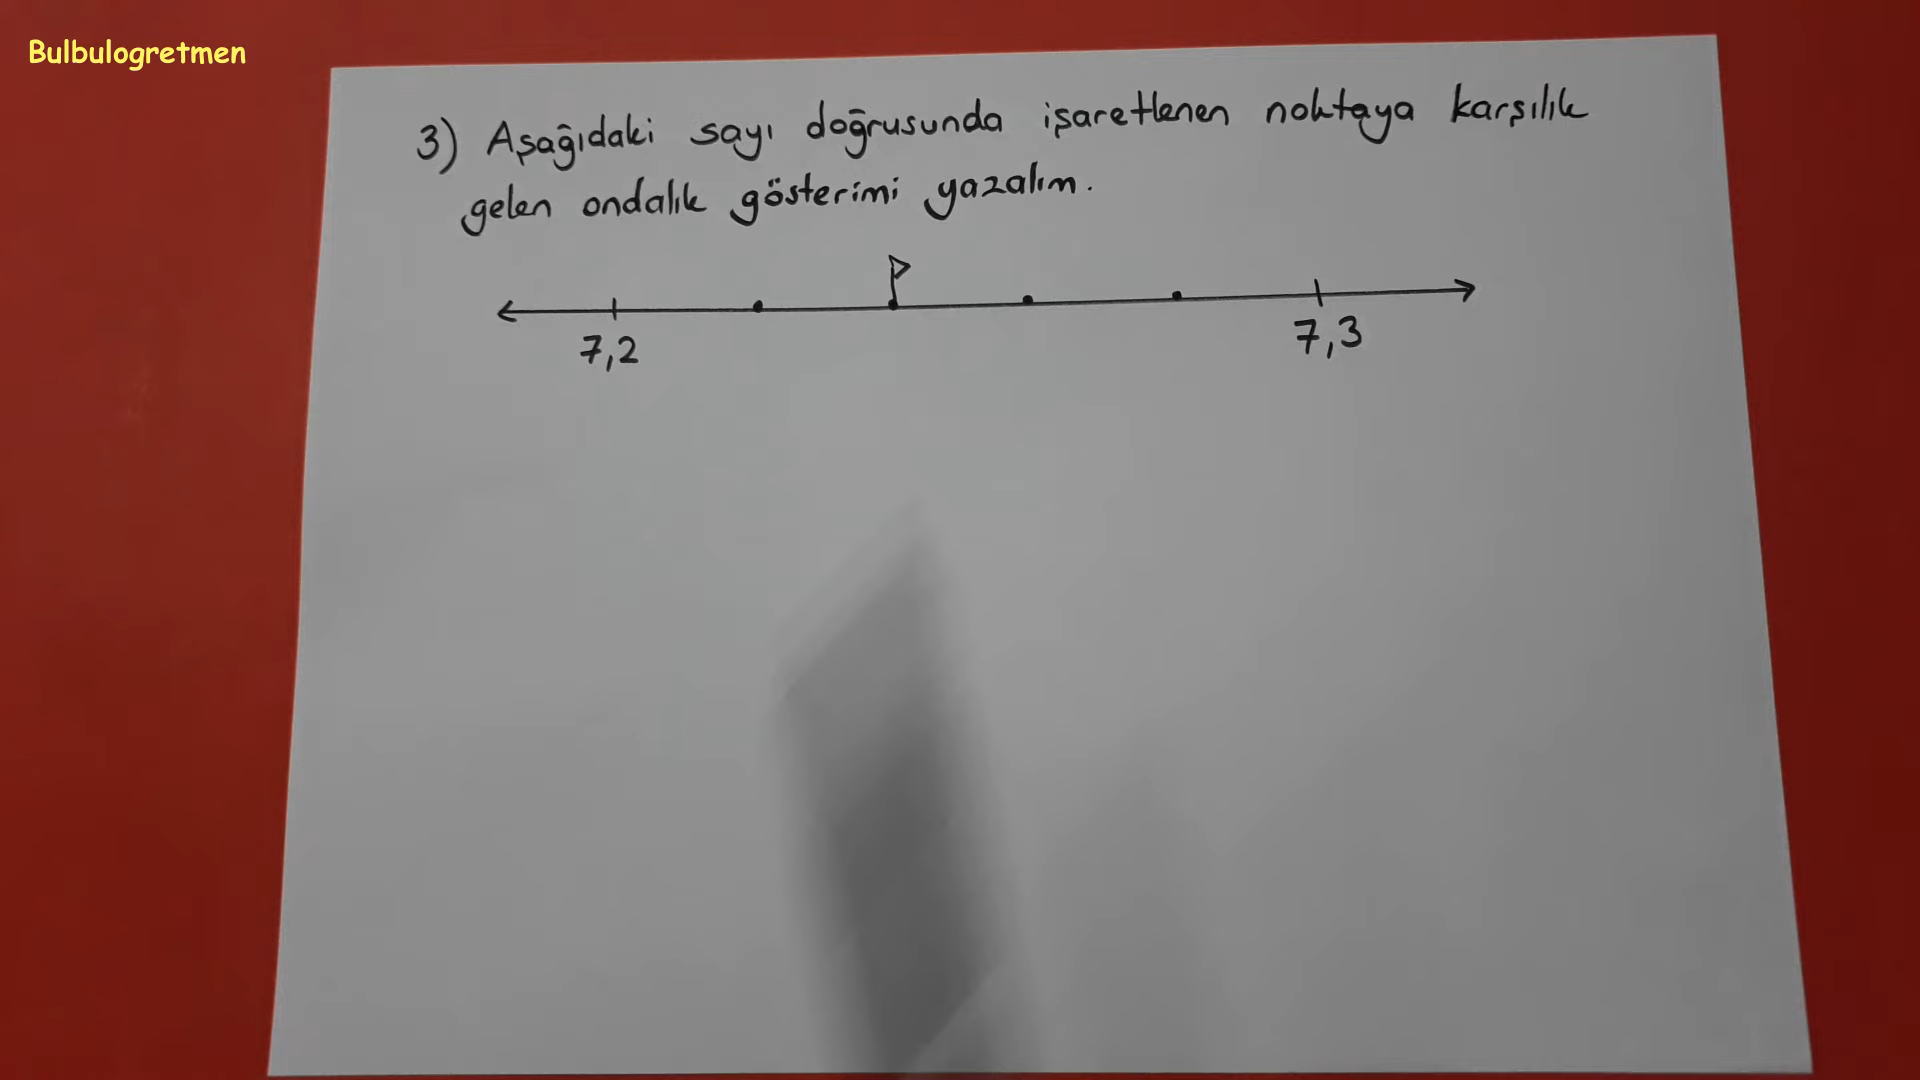 Bulbulogretmen
3) Aşağıdaki sayı doğrusunda işaretlenen noktaya karşılık
gelen ondalık gösterimi yazalım.
7,2 7,3